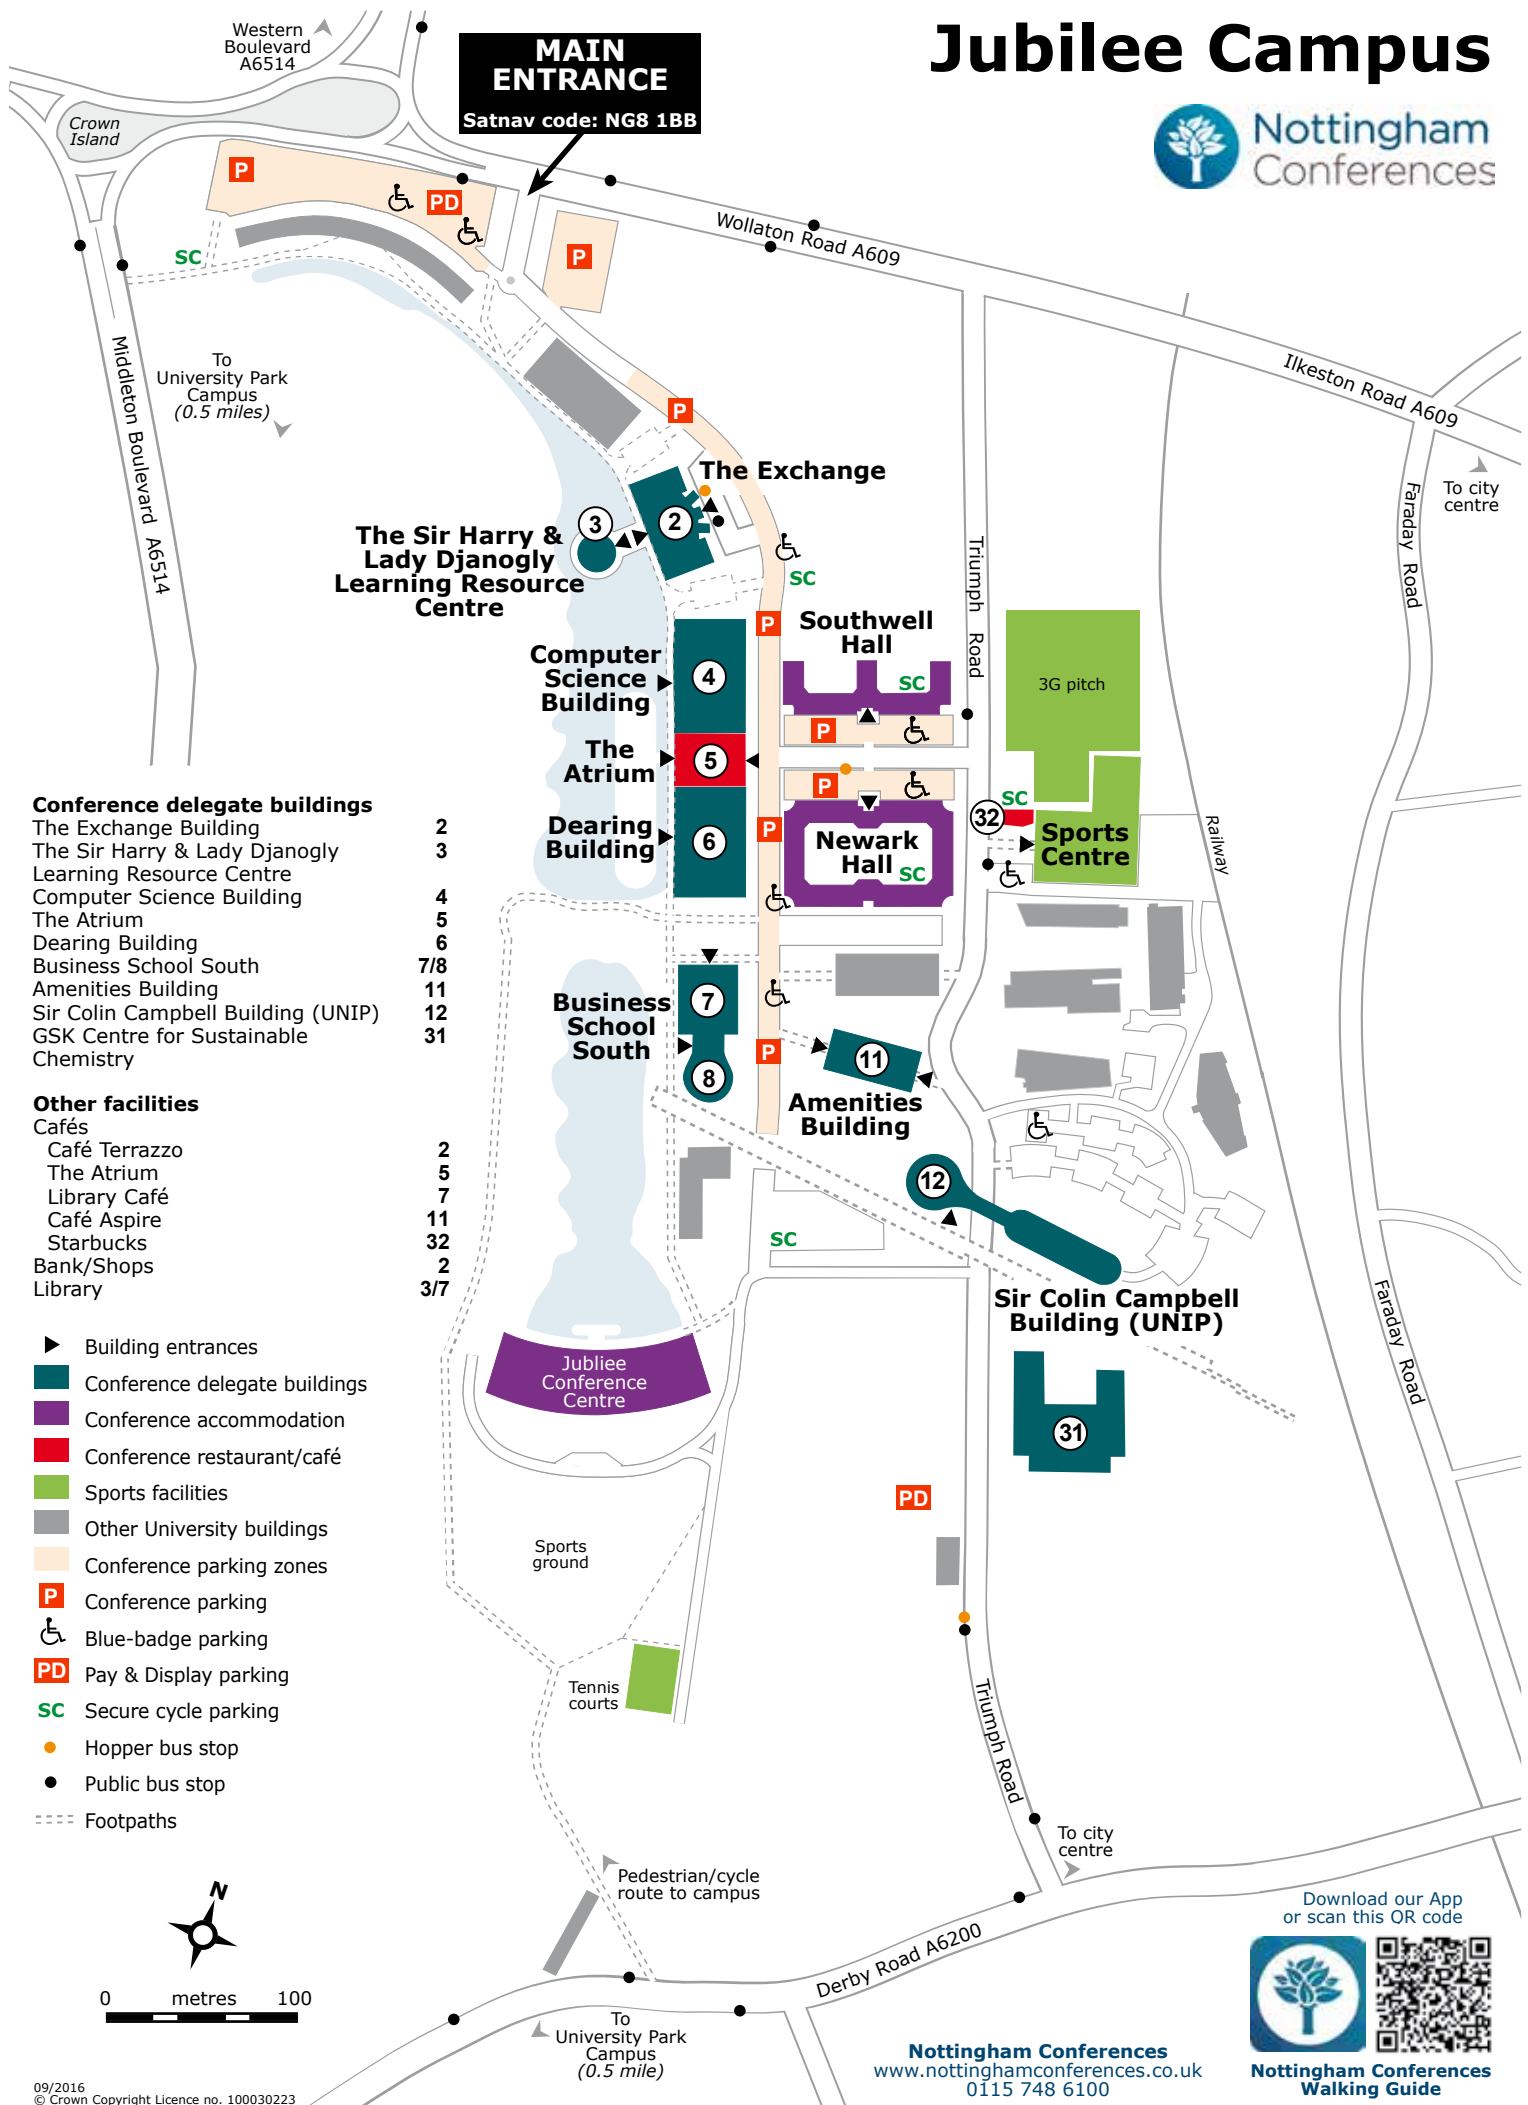 Jubilee Campus
Nottingham
Conferences
Western
Boulevard
A6514
MAIN
ENTRANCE
Satnav code: NG8 1BB
Crown
Island
P
PD
P
SC
Wollaton Road A609
Ilkeston Road A609
Middleton Boulevard A6514
To
University Park
Campus
(0.5 miles)
To city
centre
Faraday Road
Triumph Road
P
The Exchange
2
3
The Sir Harry &
Lady Djanogly
Learning Resource
Centre
SC
P
Southwell
Hall
SC
Computer
Science
Building
4
3G pitch
P
The
Atrium
5
P
SC
32
Sports
Centre
Railway
Dearing
Building
6
P
Newark
Hall
SC
Business
School
South
7
8
P
11
Amenities
Building
12
SC
Sir Colin Campbell
Building (UNIP)
Faraday Road
31
Jubliee
Conference
Centre
PD
Sports
ground
Tennis
courts
Triumph Road
To city
centre
Pedestrian/cycle
route to campus
Derby Road A6200
To
University Park
Campus
(0.5 mile)
Conference delegate buildings
The Exchange Building 2
The Sir Harry & Lady Djanogly 3
Learning Resource Centre
Computer Science Building 4
The Atrium 5
Dearing Building 6
Business School South 7/8
Amenities Building 11
Sir Colin Campbell Building (UNIP) 12
GSK Centre for Sustainable 31
Chemistry
Other facilities
Cafés
Café Terrazzo 2
The Atrium 5
Library Café 7
Café Aspire 11
Starbucks 32
Bank/Shops 2
Library 3/7
Building entrances
Conference delegate buildings
Conference accommodation
Conference restaurant/café
Sports facilities
Other University buildings
Conference parking zones
P Conference parking
Blue-badge parking
PD Pay & Display parking
SC Secure cycle parking
Hopper bus stop
Public bus stop
Footpaths
N
0 metres 100
09/2016
© Crown Copyright Licence no. 100030223
Nottingham Conferences
www.nottinghamconferences.co.uk
0115 748 6100
Download our App
or scan this QR code
Nottingham Conferences
Walking Guide